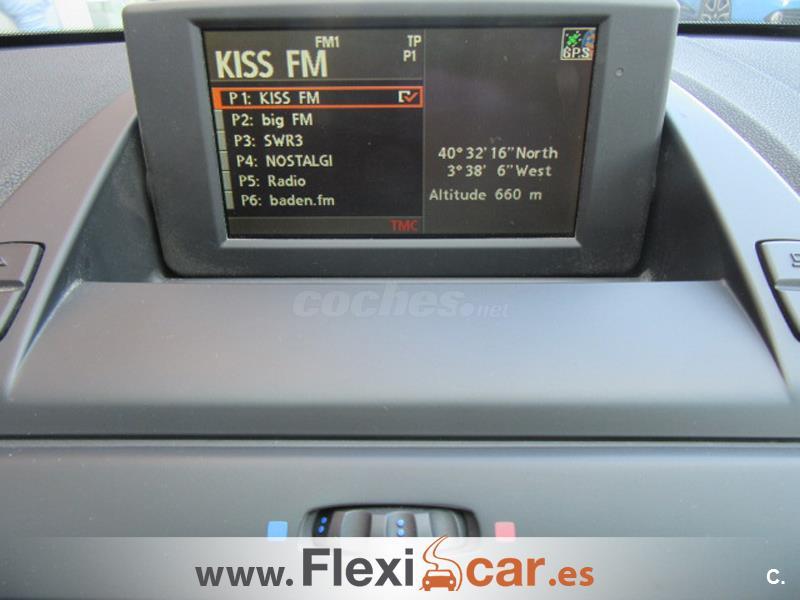 FM1
TP
KISS FM
P1
GPS
P1: KISS FM
P2: big FM
P3: SWR3
P4: NOSTALGI
P5: Radio
P6: baden.fm
40°32'16"North
3°38' 6"West
Altitude 660 m
TMC
coches.net
www.Flexicar.es
c.